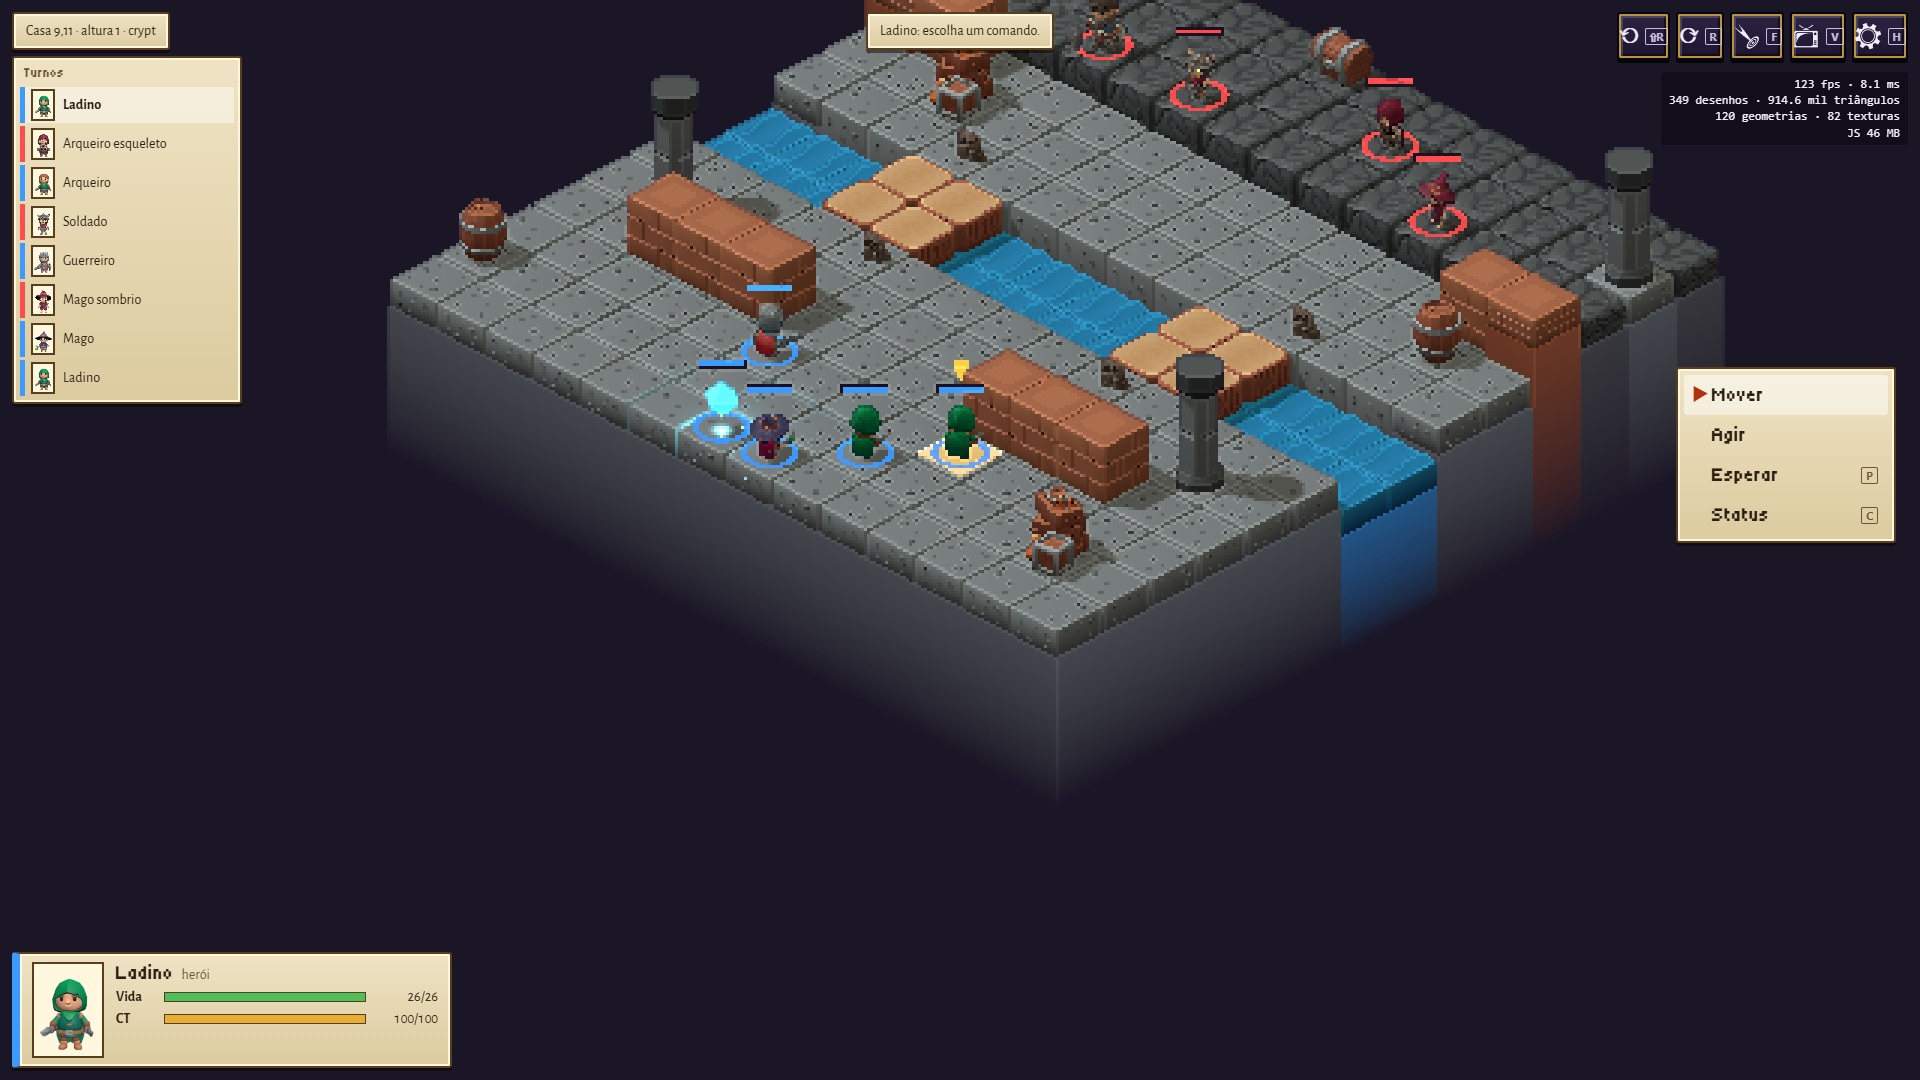 Casa 9,11 · altura 1 · crypt
Ladino: escolha um comando.
⇧R
R
F
V
H
123 fps · 8.1 ms
349 desenhos · 914.6 mil triângulos
120 geometrias · 82 texturas
JS 46 MB
Turnos
Ladino
Arqueiro esqueleto
Arqueiro
Soldado
Guerreiro
Mago sombrio
Mago
Ladino
Mover
Agir
Esperar P
Status C
Ladino herói
Vida 26/26
CT 100/100